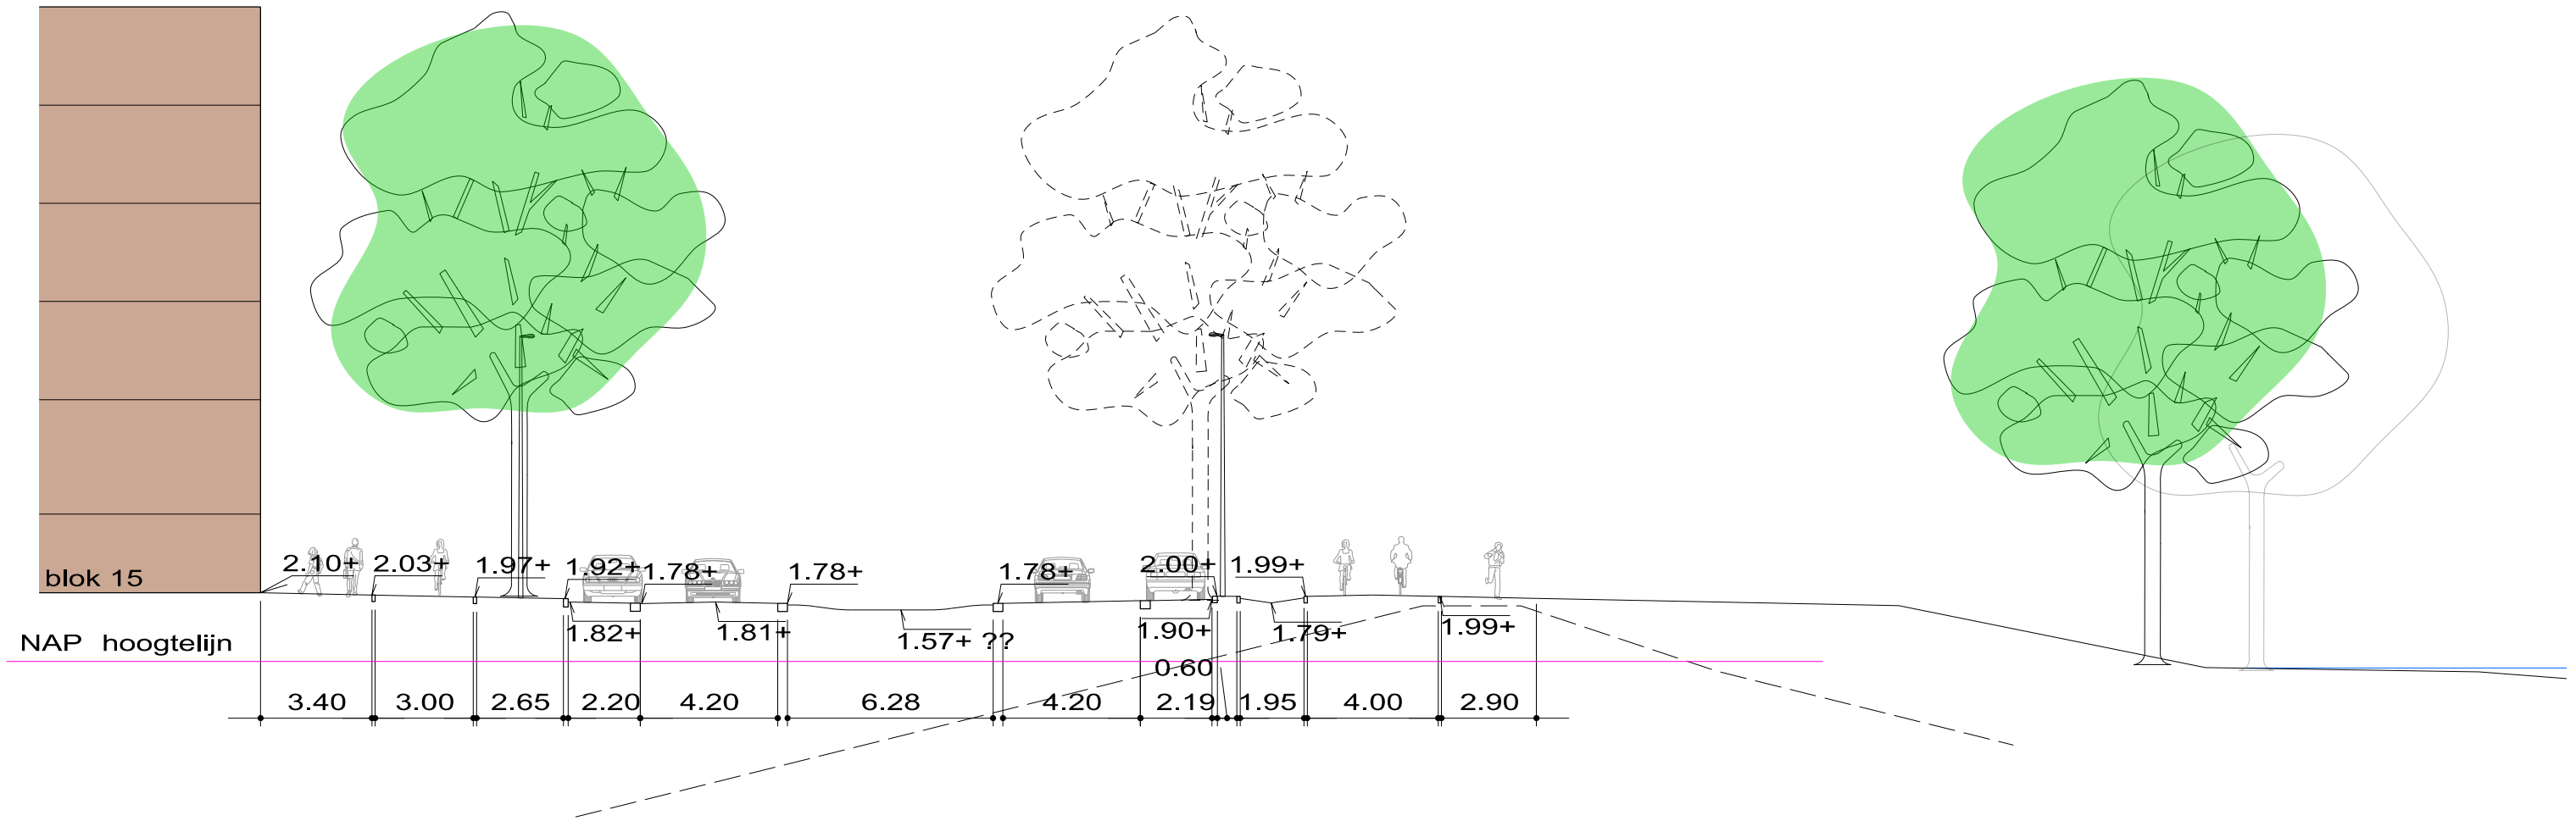 2.10+ 2.03+ 1.97+ 1.92+ 1.78+ 1.78+ 1.78+ 2.00+ 1.99+
blok 15
1.82+ 1.81+ 1.57+ ?? 1.90+ 1.79+ 1.99+
NAP hoogtelijn
0.60
3.40 3.00 2.65 2.20 4.20 6.28 4.20 2.19 1.95 4.00 2.90